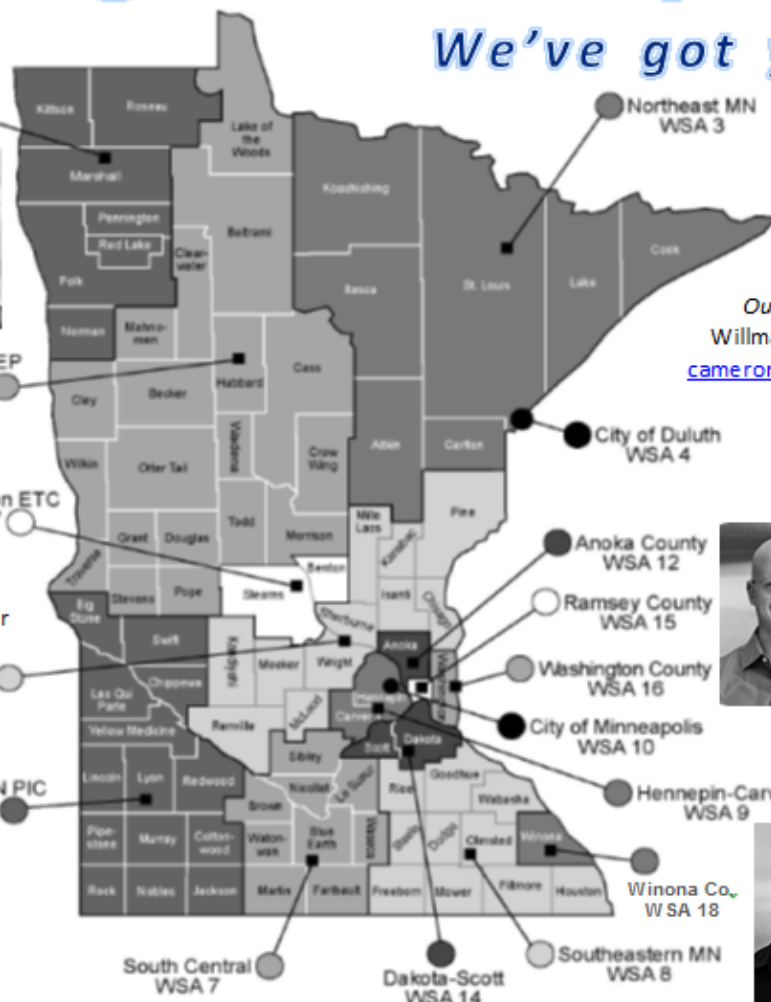 We've got
Northeast MN
WSA 3
Kittson
Roseau
Lake of
the
Woods
Marshall
Koochiching
Pennington
Red Lake
Beltrami
Clear-
water
Polk
Itasca
St. Louis
Lake
Cook
Ou
Norman
Mahno-
men
Willma
EP
Hubbard
Cass
cameron
Clay
Becker
Wadena
Aitkin
Carlton
City of Duluth
WSA 4
Wilkin
Otter Tail
Crow
Wing
n ETC
Mille
Lacs
Pine
Grant
Douglas
Todd
Morrison
Kanabec
Anoka County
WSA 12
Traverse
Benton
Stevens
Pope
Stearns
Isanti
Chisago
Ramsey County
WSA 15
Big
Stone
r
Swift
Sherburne
Anoka
Kandiyohi
Meeker
Wright
Washington
Washington County
WSA 16
Chippewa
Lac Qui
Parle
Hennepin
Renville
McLeod
Carver
City of Minneapolis
WSA 10
Yellow Medicine
Scott
Dakota
Sibley
N PIC
Lincoln
Lyon
Redwood
Nicollet
Le Sueur
Rice
Goodhue
Wabasha
Hennepin-Carv
WSA 9
Brown
Pipe-
stone
Murray
Cotton-
wood
Waton-
wan
Blue
Earth
Waseca
Steele
Dodge
Olmsted
Winona
Rock
Nobles
Jackson
Martin
Faribault
Freeborn
Mower
Fillmore
Houston
Winona Co.
WSA 18
South Central
WSA 7
Dakota-Scott
WSA 14
Southeastern MN
WSA 8